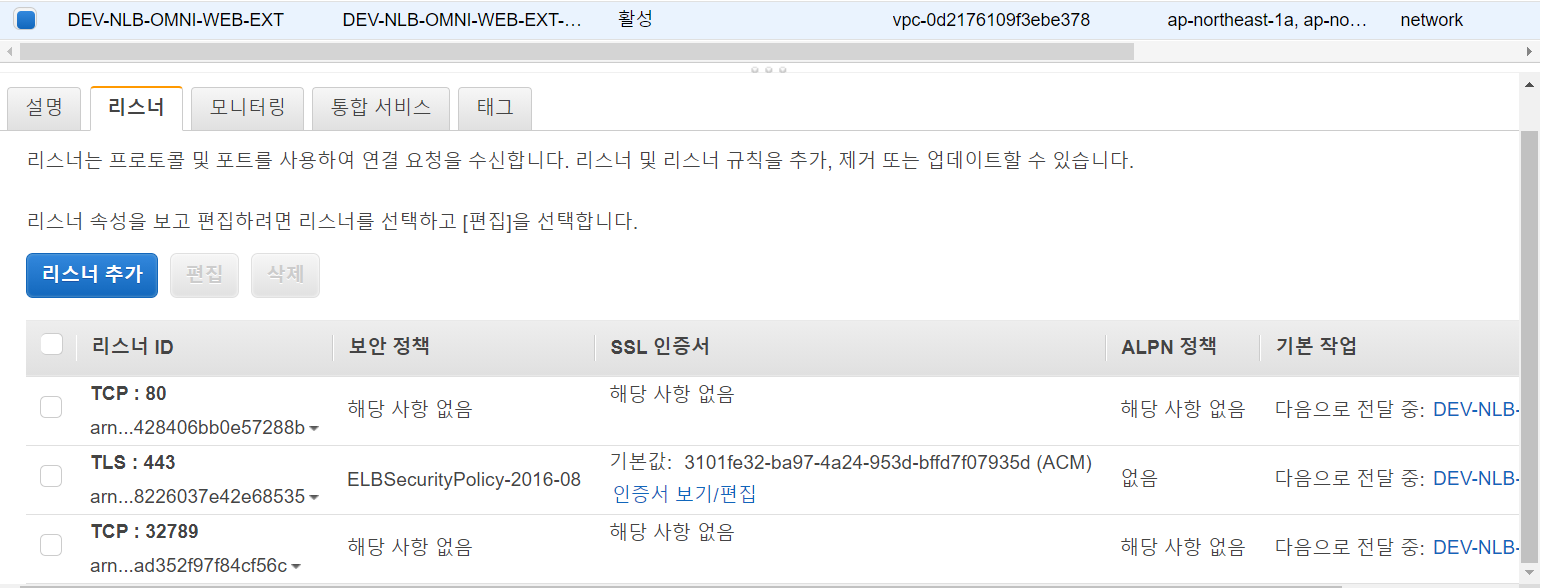 DEV-NLB-OMNI-WEB-EXT DEV-NLB-OMNI-WEB-EXT-... 활성 vpc-0d2176109f3ebe378 ap-northeast-1a, ap-no... network
설명 리스너 모니터링 통합 서비스 태그
리스너는 프로토콜 및 포트를 사용하여 연결 요청을 수신합니다. 리스너 및 리스너 규칙을 추가, 제거 또는 업데이트할 수 있습니다.
리스너 속성을 보고 편집하려면 리스너를 선택하고 [편집]을 선택합니다.
리스너 추가 편집 삭제
리스너 ID 보안 정책 SSL 인증서 ALPN 정책 기본 작업
TCP : 80 해당 사항 없음
해당 사항 없음 해당 사항 없음 다음으로 전달 중: DEV-NLB-
arn...428406bb0e57288b
TLS : 443 기본값: 3101fe32-ba97-4a24-953d-bffd7f07935d (ACM)
ELBSecurityPolicy-2016-08 없음 다음으로 전달 중: DEV-NLB-
arn...8226037e42e68535 인증서 보기/편집
TCP : 32789 해당 사항 없음
해당 사항 없음 해당 사항 없음 다음으로 전달 중: DEV-NLB-
arn...ad352f97f84cf56c